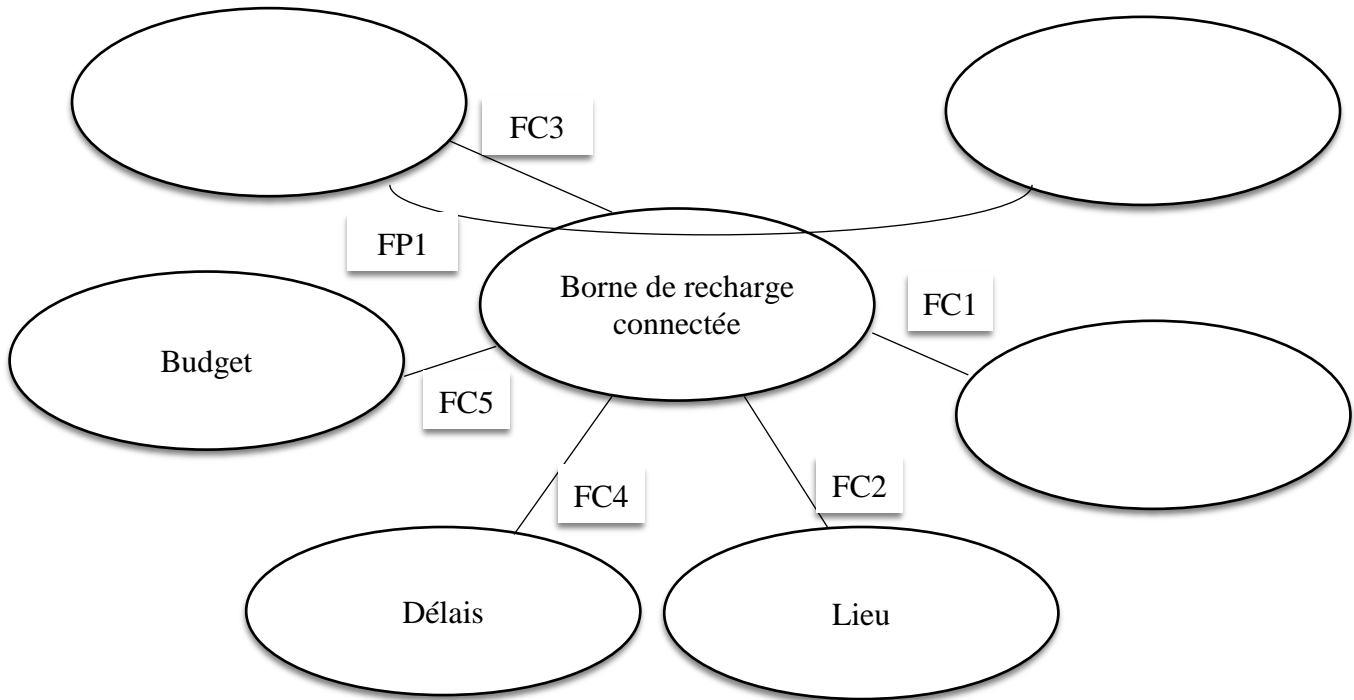 FC3
FP1
Borne de recharge
connectée
FC1
Budget
FC5
FC4
FC2
Délais
Lieu